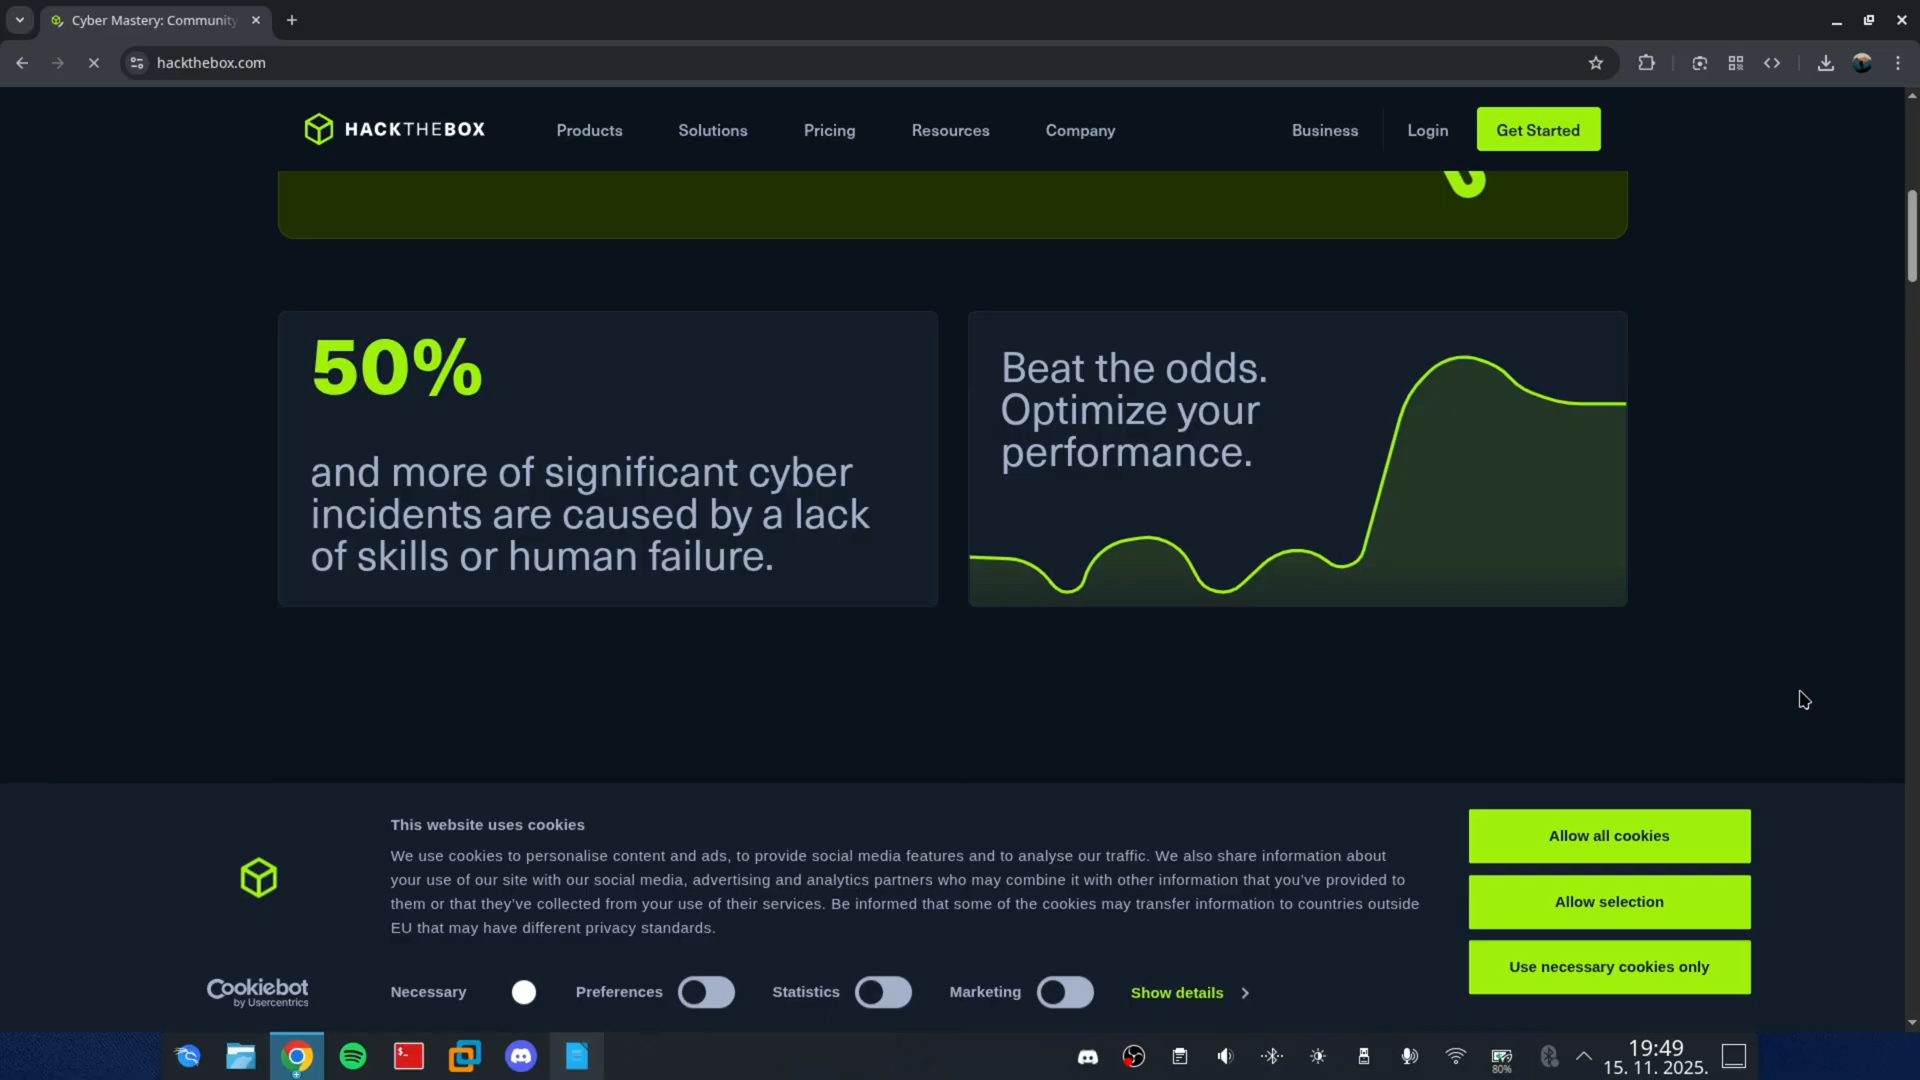 Cyber Mastery: Community
hackthebox.com
HACKTHEBOX
Products
Solutions
Pricing
Resources
Company
Business
Login
Get Started
50%
and more of significant cyber
incidents are caused by a lack
of skills or human failure.
Beat the odds.
Optimize your
performance.
This website uses cookies
We use cookies to personalise content and ads, to provide social media features and to analyse our traffic. We also share information about
your use of our site with our social media, advertising and analytics partners who may combine it with other information that you've provided to
them or that they've collected from your use of their services. Be informed that some of the cookies may transfer information to countries outside
EU that may have different privacy standards.
Allow all cookies
Allow selection
Use necessary cookies only
Cookiebot
by Usercentrics
Necessary
Preferences
Statistics
Marketing
Show details
80%
19:49
15. 11. 2025.